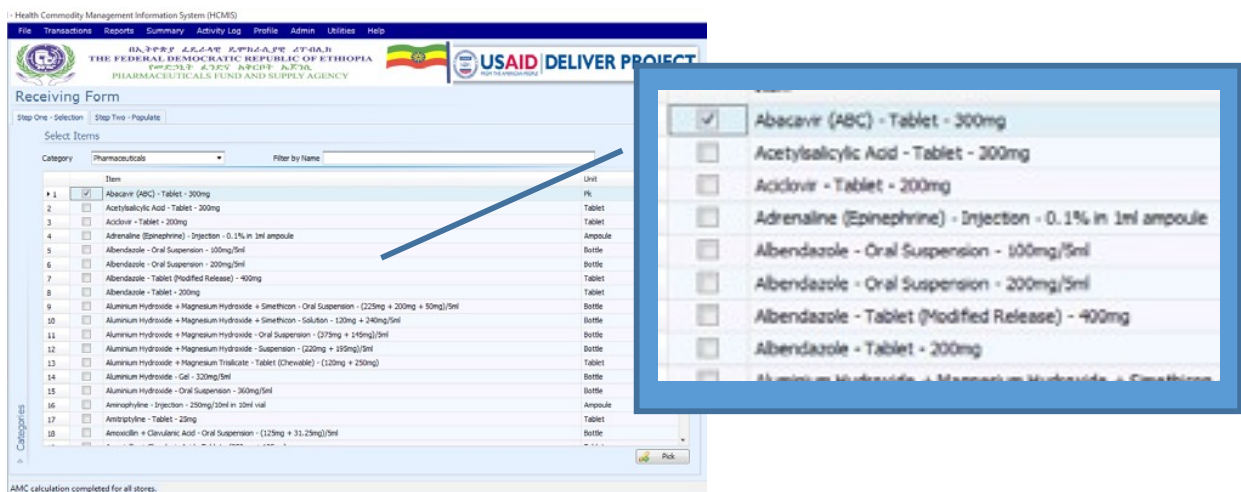 - Health Commodity Management Information System (HCMIS)
File Transactions Reports Summary Activity Log Profile Admin Utilities Help
THE FEDERAL DEMOCRATIC REPUBLIC OF ETHIOPIA
PHARMACEUTICALS FUND AND SUPPLY AGENCY
USAID DELIVER PROJECT
FROM THE AMERICAN PEOPLE
Receiving Form
Step One - Selection Step Two - Populate
Select Items
Category Pharmaceuticals Filter by Name
Item Unit
1 Abacavir (ABC) - Tablet - 300mg Pk
2 Acetylsalicylic Acid - Tablet - 300mg Tablet
3 Aciclovir - Tablet - 200mg Tablet
4 Adrenaline (Epinephrine) - Injection - 0.1% in 1ml ampoule Ampoule
5 Albendazole - Oral Suspension - 100mg/5ml Bottle
6 Albendazole - Oral Suspension - 200mg/5ml Bottle
7 Albendazole - Tablet (Modified Release) - 400mg Tablet
8 Albendazole - Tablet - 200mg Tablet
9 Aluminium Hydroxide + Magnesium Hydroxide + Simethicon - Oral Suspension - (225mg + 200mg + 50mg)/5ml Bottle
10 Aluminium Hydroxide + Magnesium Hydroxide + Simethicon - Solution - 120mg + 240mg/5ml Bottle
11 Aluminium Hydroxide + Magnesium Hydroxide - Oral Suspension - (375mg + 145mg)/5ml Bottle
12 Aluminium Hydroxide + Magnesium Hydroxide - Suspension - (220mg + 195mg)/5ml Bottle
13 Aluminium Hydroxide + Magnesium Trisilicate - Tablet (Chewable) - (120mg + 250mg) Tablet
14 Aluminium Hydroxide - Gel - 320mg/5ml Bottle
15 Aluminium Hydroxide - Oral Suspension - 360mg/5ml Bottle
16 Aminophyline - Injection - 250mg/10ml in 10ml vial Ampoule
17 Amitriptyline - Tablet - 25mg Tablet
18 Amoxicillin + Clavulanic Acid - Oral Suspension - (125mg + 31.25mg)/5ml Bottle
Categories
Pick
AMC calculation completed for all stores.
Abacavir (ABC) - Tablet - 300mg
Acetylsalicylic Acid - Tablet - 300mg
Aciclovir - Tablet - 200mg
Adrenaline (Epinephrine) - Injection - 0.1% in 1ml ampoule
Albendazole - Oral Suspension - 100mg/5ml
Albendazole - Oral Suspension - 200mg/5ml
Albendazole - Tablet (Modified Release) - 400mg
Albendazole - Tablet - 200mg
Aluminium Hydroxide + Magnesium Hydroxide + Simethicon